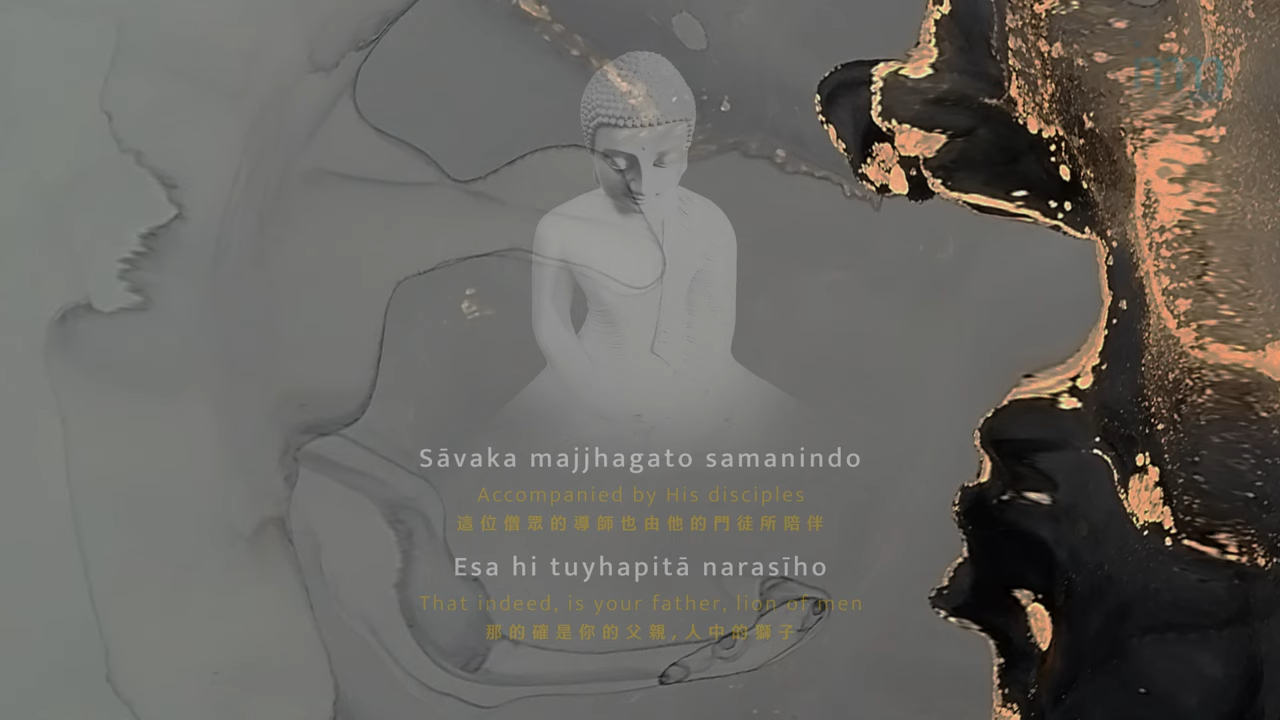 Sāvaka majjhagato samanindo
Accompanied by His disciples
這位僧眾的導師也由他的門徒所陪伴
Esa hi tuyhapitā narasīho
That indeed, is your father, lion of men
那的確是你的父親,人中的獅子